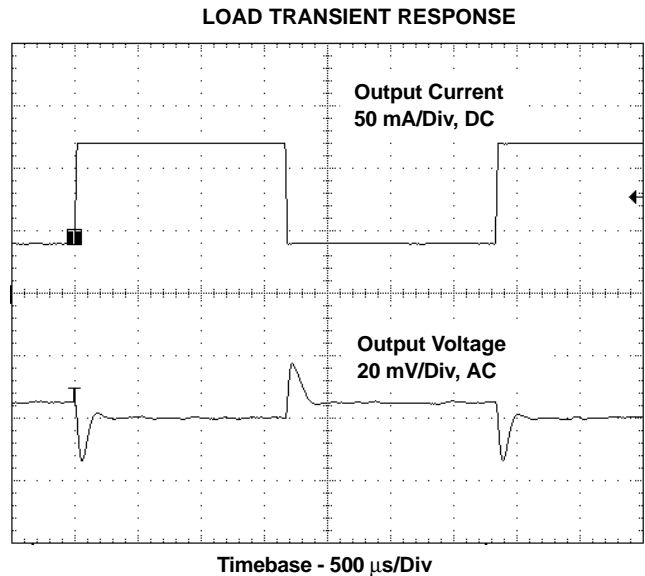 LOAD TRANSIENT RESPONSE
Output Current
50 mA/Div, DC
Output Voltage
20 mV/Div, AC
T
Timebase - 500 µs/Div